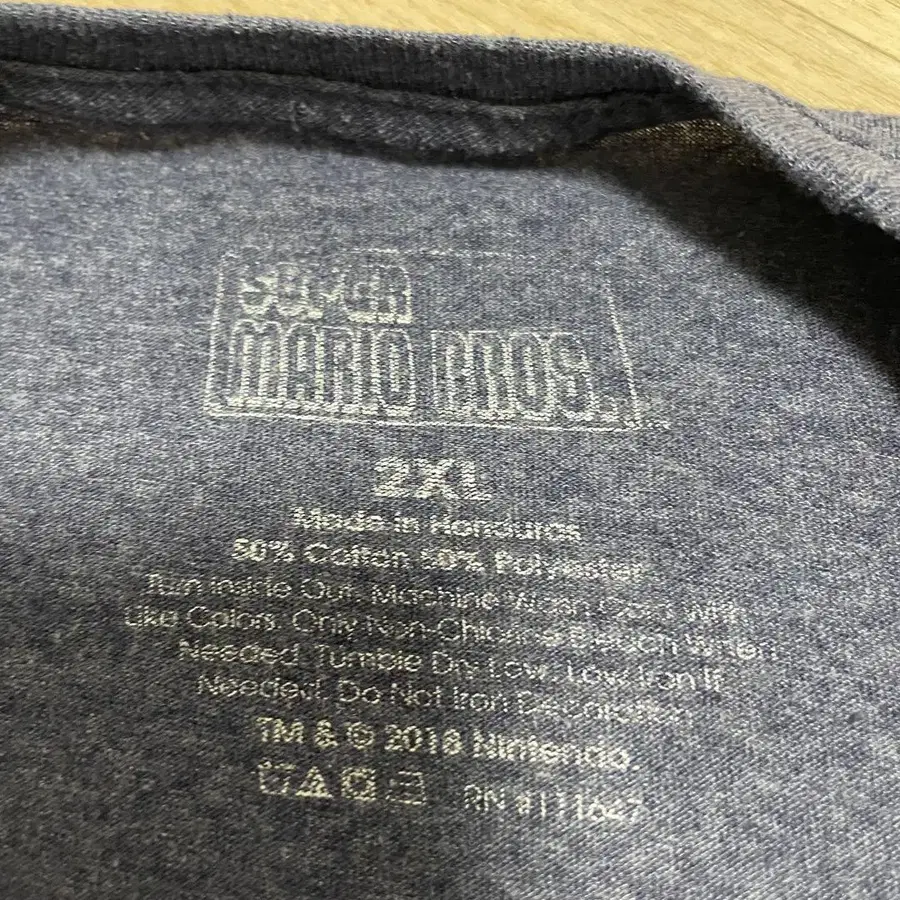 SUPER
MARIO BROS.
2XL
Made in Honduras
50% Cotton 50% Polyester
Turn Inside Out. Machine Wash Cold With
Like Colors. Only Non-Chlorine Bleach When
Needed. Tumble Dry Low. Low Iron If
Needed. Do Not Iron Decoration
TM & © 2018 Nintendo.
RN #111647